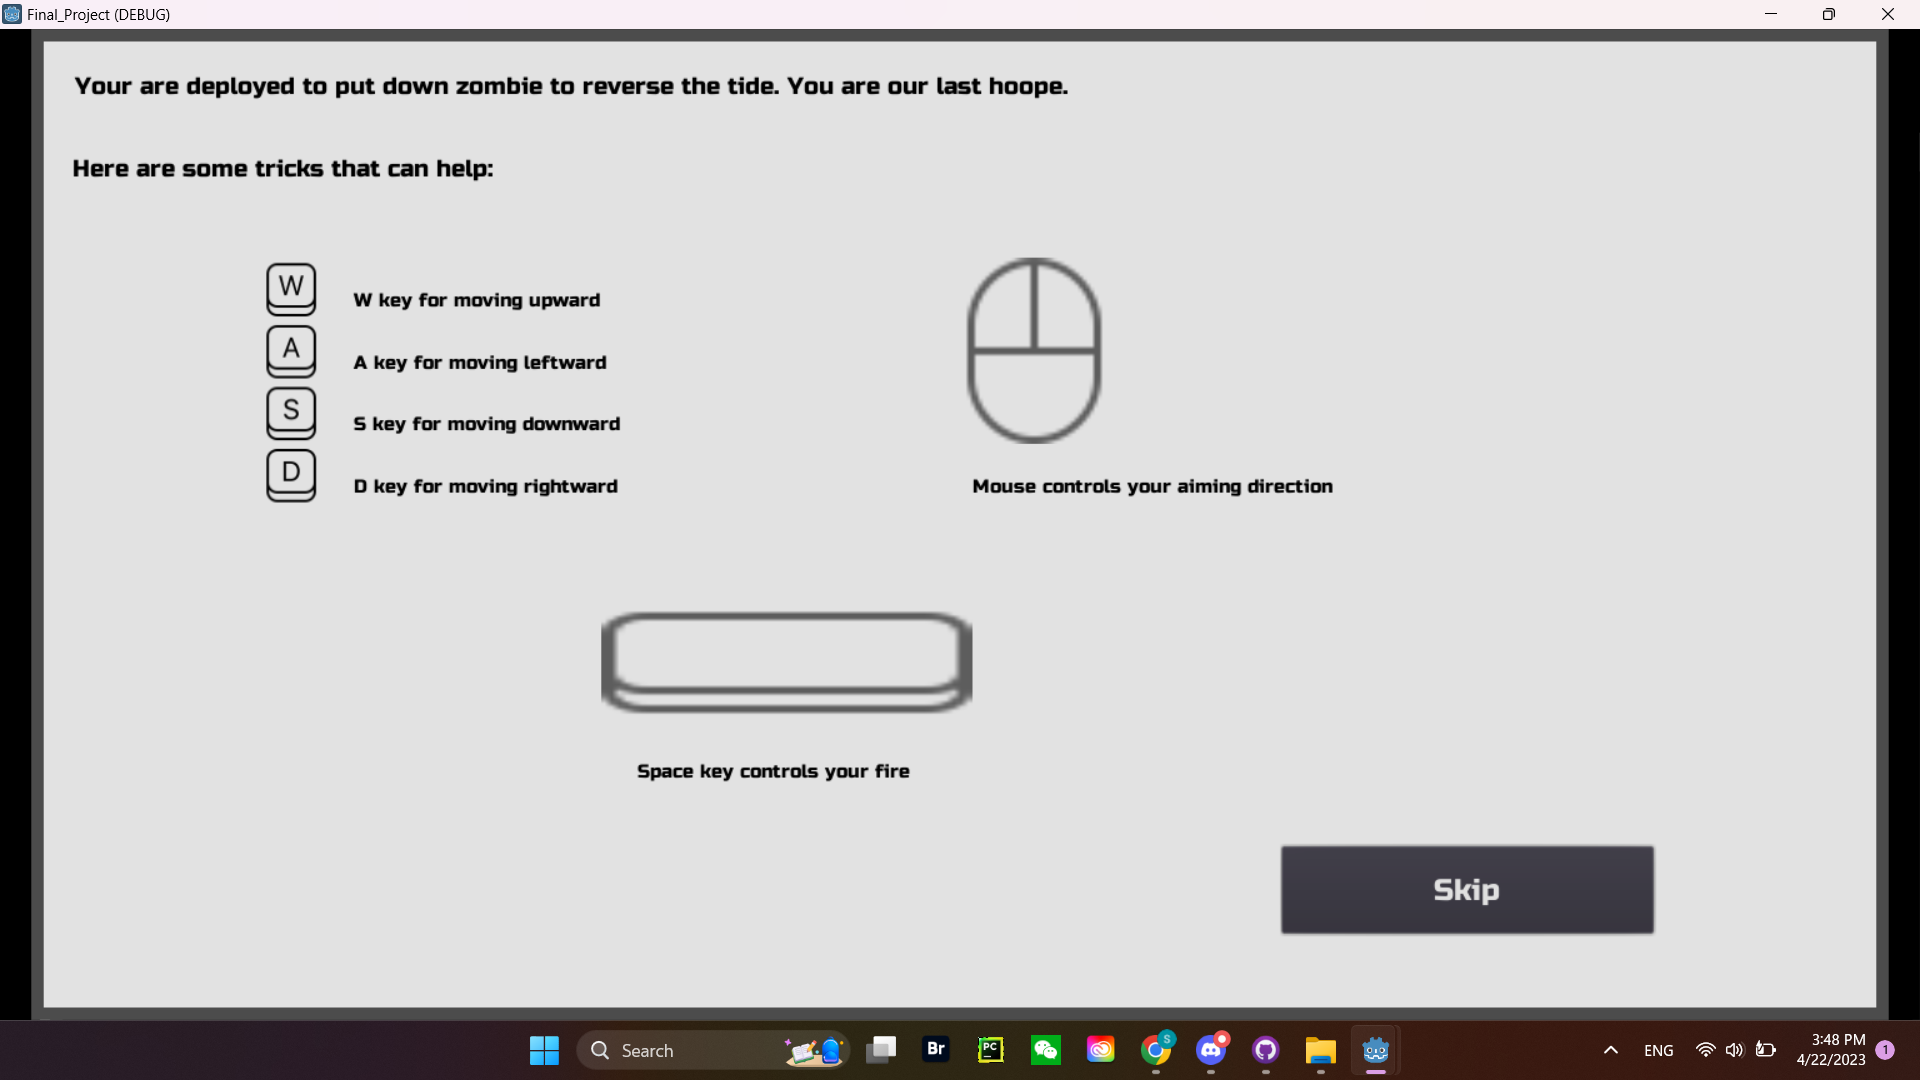 Final_Project (DEBUG)
Your are deployed to put down zombie to reverse the tide. You are our last hoope.
Here are some tricks that can help:
W
W key for moving upward
A
A key for moving leftward
S
S key for moving downward
D
D key for moving rightward
Mouse controls your aiming direction
Space key controls your fire
Skip
Search
Br
PC
S
ENG
3:48 PM
4/22/2023
1